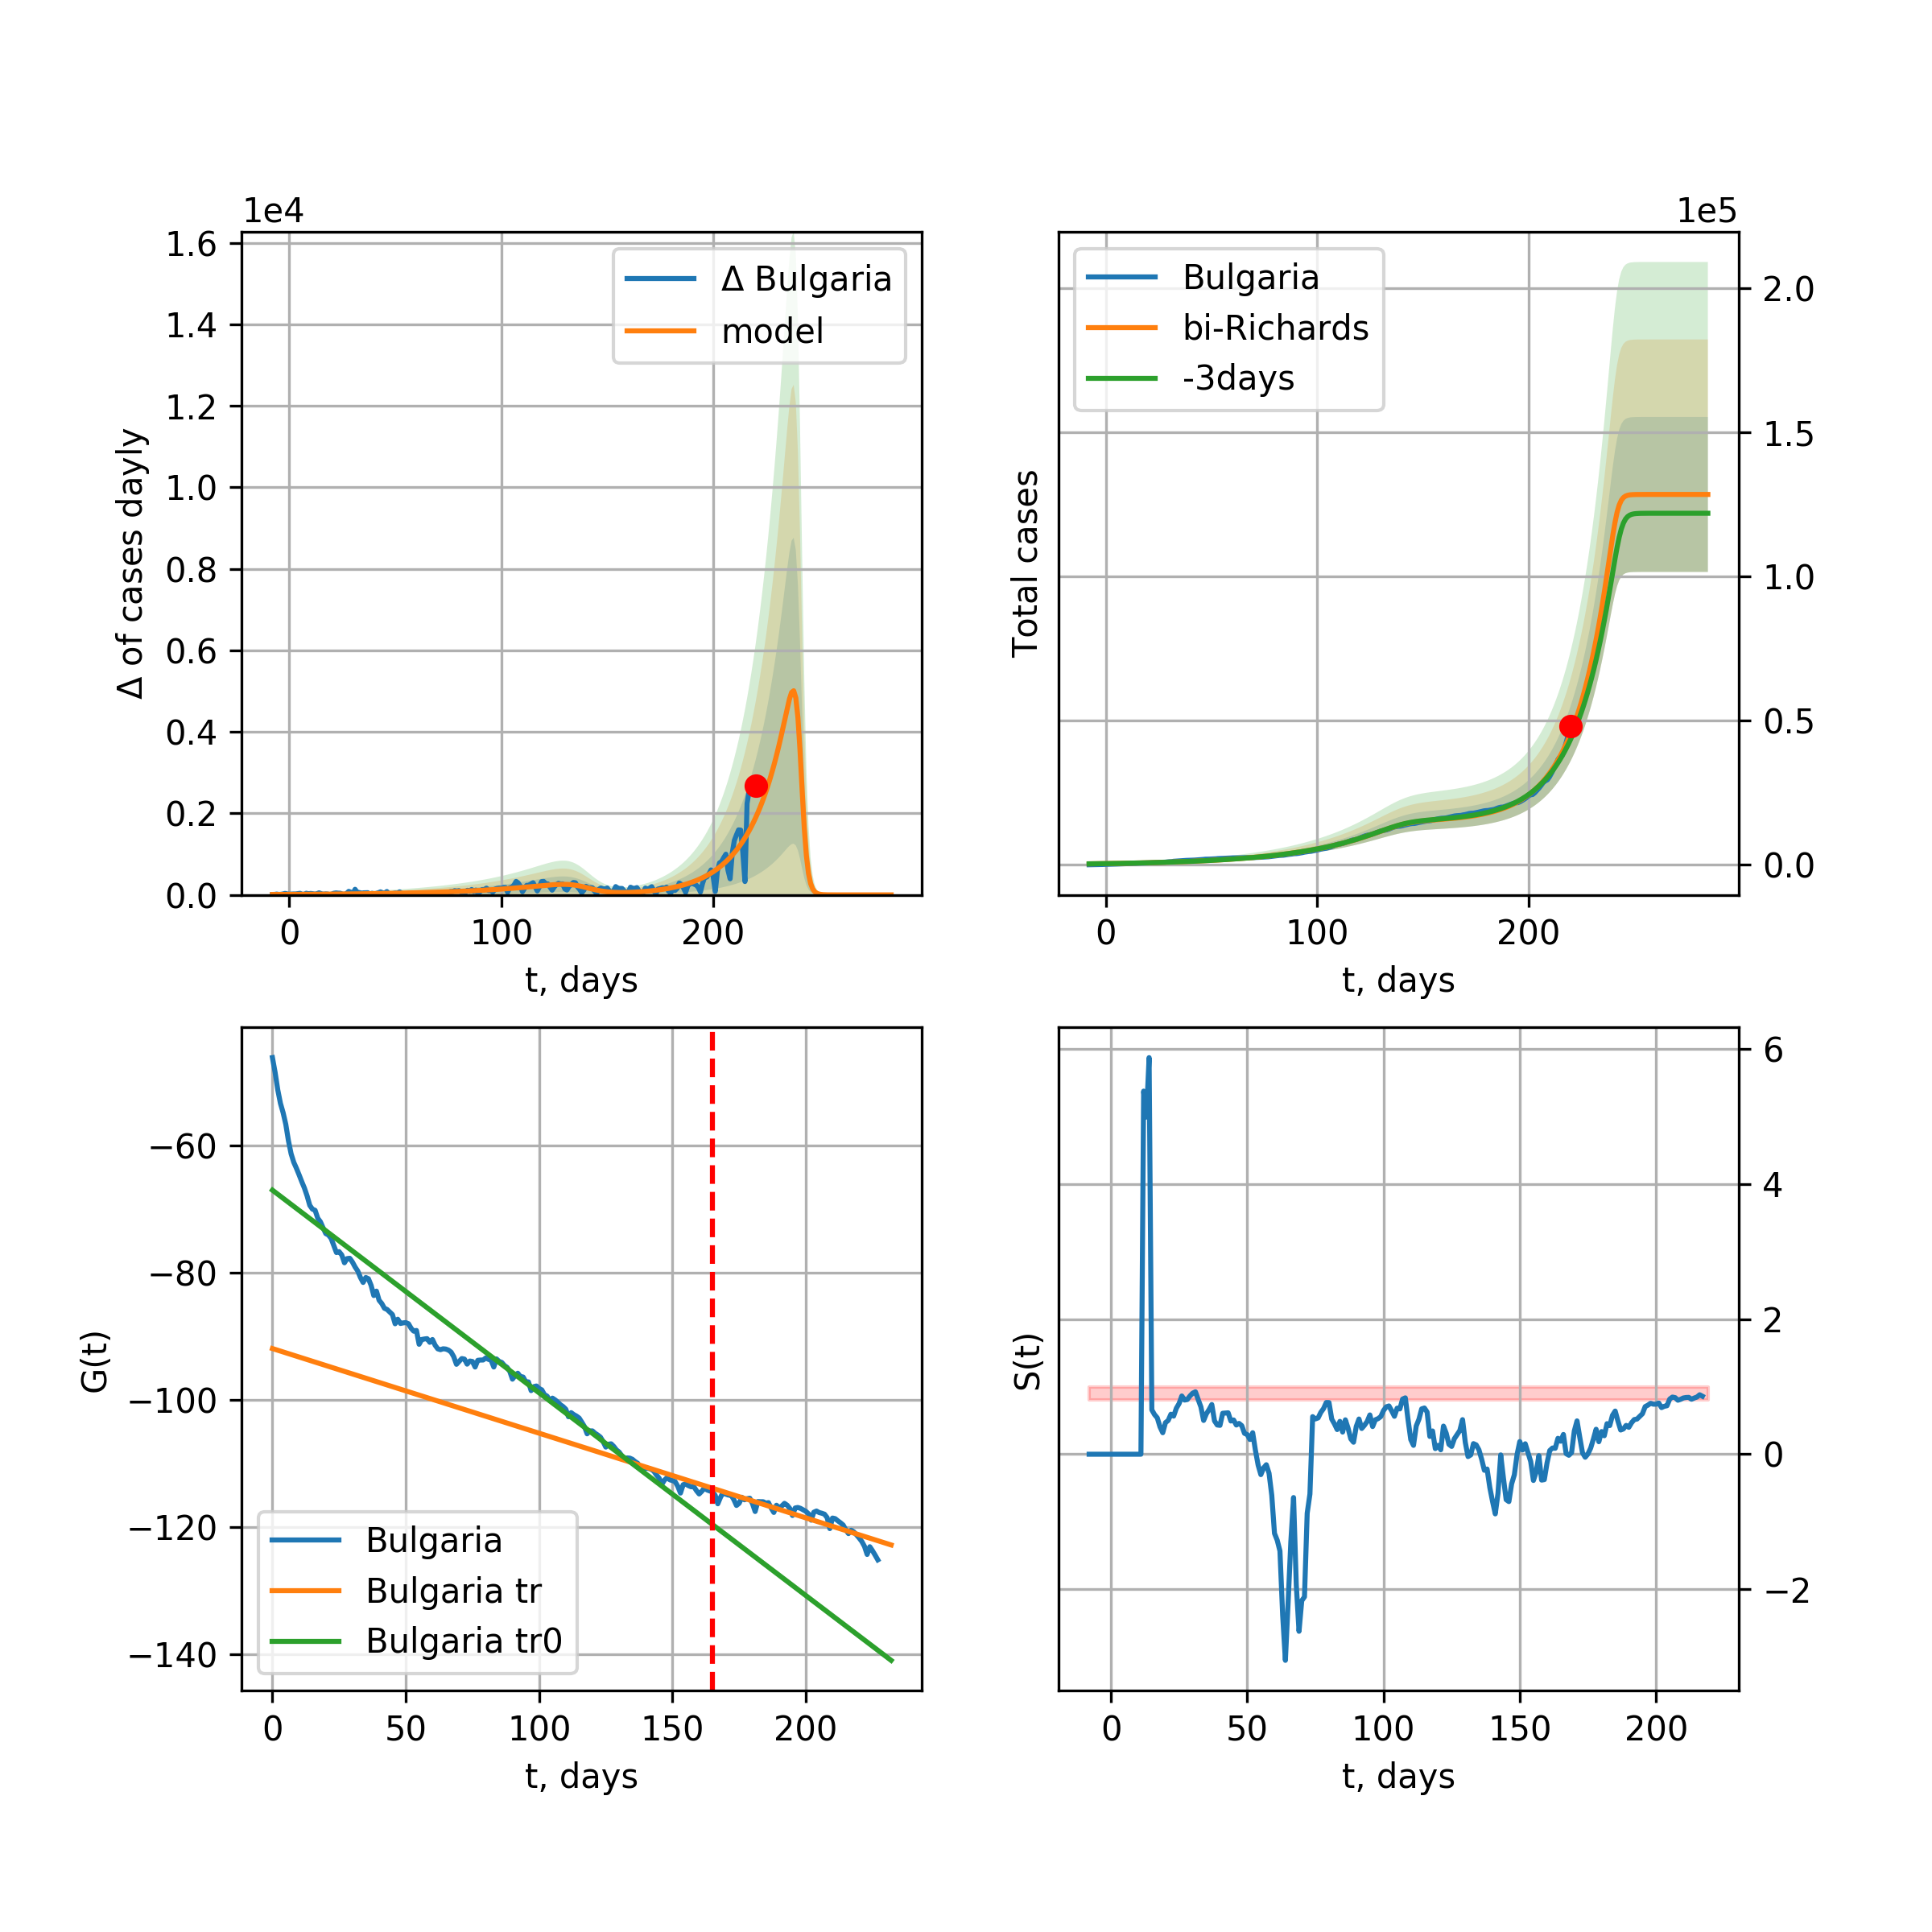 1e4
1.6
1.4
1.2
1.0
0.8
0.6
0.4
0.2
0.0
Δ of cases dayly
Δ Bulgaria
model
0 100 200
t, days
1e5
Bulgaria
bi-Richards
-3days
Total cases
2.0
1.5
1.0
0.5
0.0
0 100 200
t, days
G(t)
−60
−80
−100
−120
−140
Bulgaria
Bulgaria tr
Bulgaria tr0
0 50 100 150 200
t, days
S(t)
6
4
2
0
−2
0 50 100 150 200
t, days